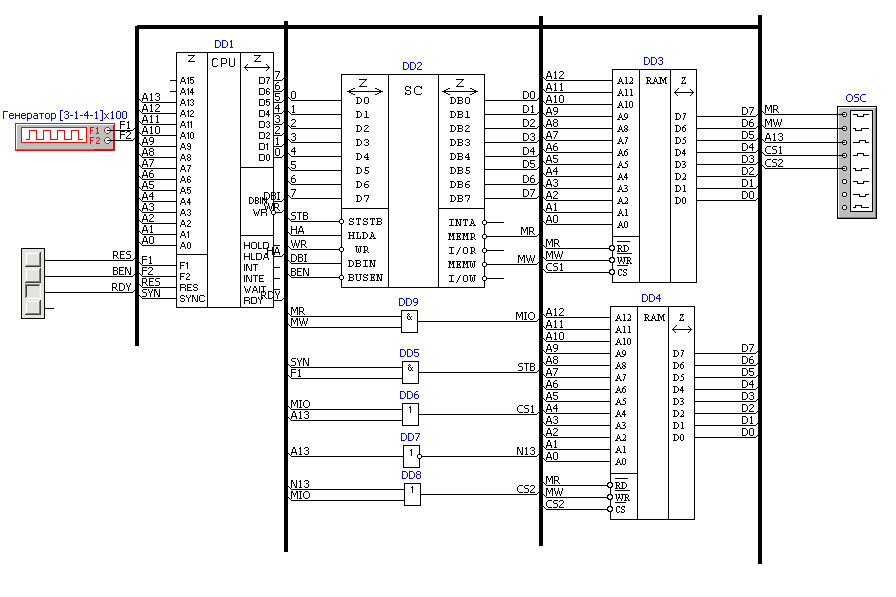 Генератор [3-1-4-1]x100
F1
F2
F1
F2
RES
BEN
RDY
DD1
Z
CPU
Z
A15
A14
A13 A13
A12 A12
A11 A11
A10 A10
A9 A9
A8 A8
A7 A7
A6 A6
A5 A5
A4 A4
A3 A3
A2 A2
A1 A1
A0 A0
F1 F1
F2 F2
RES RES
SYN SYNC
D7 7
D6 6
D5 5
D4 4
D3 3
D2 2
D1 1
D0 0
DBIN DBI
WR WR
HOLD
HLDA HA
INT
INTE
WAIT
RDY RDY
DD2
Z SC Z
0 D0 DB0 D0
1 D1 DB1 D1
2 D2 DB2 D2
3 D3 DB3 D3
4 D4 DB4 D4
5 D5 DB5 D5
6 D6 DB6 D6
7 D7 DB7 D7
STB STSTB INTA
HA HLDA MEMR MR
WR WR I/OR
DBI DBIN MEMW MW
BEN BUSEN I/OW
DD9
MR & MIO
MW
DD5
SYN & STB
F1
DD6
MIO 1 CS1
A13
DD7
A13 1 N13
DD8
N13 1 CS2
MIO
DD3
RAM Z
A12 A12
A11 A11
A10 A10
A9 A9 D7 D7
A8 A8 D6 D6
A7 A7 D5 D5
A6 A6 D4 D4
A5 A5 D3 D3
A4 A4 D2 D2
A3 A3 D1 D1
A2 A2 D0 D0
A1 A1
A0 A0
MR RD
MW WR
CS1 CS
DD4
RAM Z
A12 A12
A11 A11
A10 A10
A9 A9 D7 D7
A8 A8 D6 D6
A7 A7 D5 D5
A6 A6 D4 D4
A5 A5 D3 D3
A4 A4 D2 D2
A3 A3 D1 D1
A2 A2 D0 D0
A1 A1
A0 A0
MR RD
MW WR
CS2 CS
OSC
MR
MW
A13
CS1
CS2